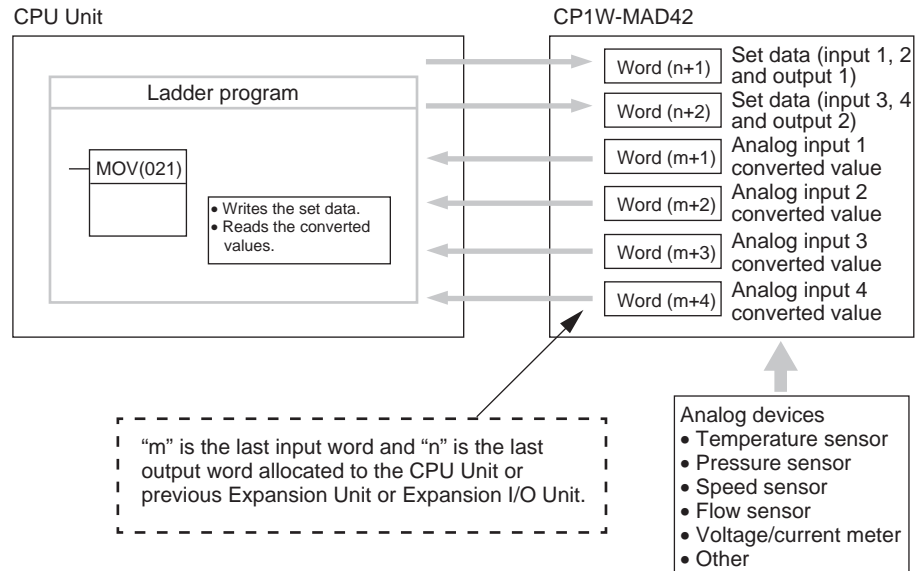 CPU Unit
CP1W-MAD42
Ladder program
MOV(021)
• Writes the set data.
• Reads the converted
values.
Word (n+1)
Set data (input 1, 2
and output 1)
Word (n+2)
Set data (input 3, 4
and output 2)
Word (m+1)
Analog input 1
converted value
Word (m+2)
Analog input 2
converted value
Word (m+3)
Analog input 3
converted value
Word (m+4)
Analog input 4
converted value
“m” is the last input word and “n” is the last
output word allocated to the CPU Unit or
previous Expansion Unit or Expansion I/O Unit.
Analog devices
• Temperature sensor
• Pressure sensor
• Speed sensor
• Flow sensor
• Voltage/current meter
• Other